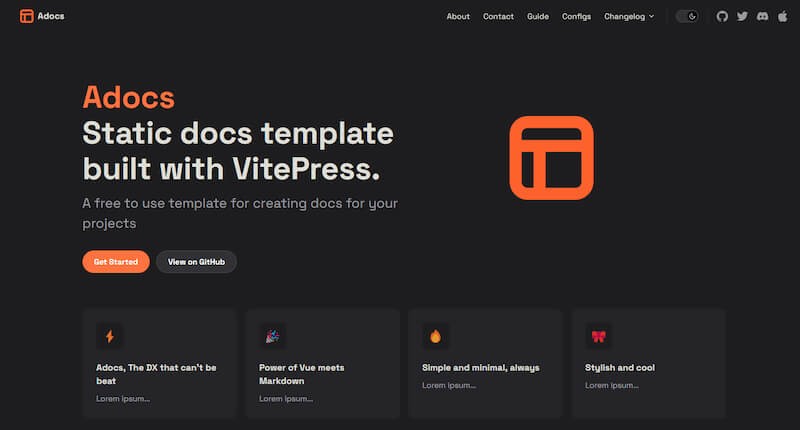 Adocs
About Contact Guide Configs Changelog
Adocs
Static docs template
built with VitePress.
A free to use template for creating docs for your
projects
Get Started View on GitHub
Adocs, The DX that can't be
beat
Lorem ipsum...
Power of Vue meets
Markdown
Lorem ipsum...
Simple and minimal, always
Lorem ipsum...
Stylish and cool
Lorem ipsum...